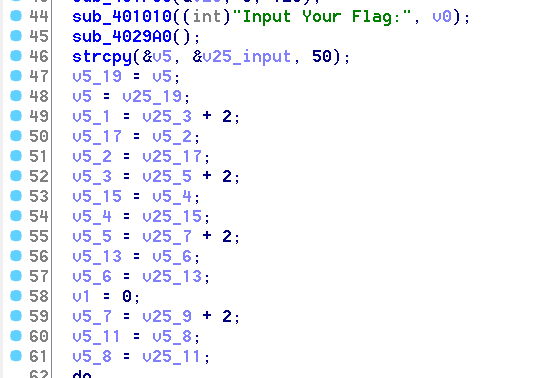 44 sub_401010((int)"Input Your Flag:", v0);
45 sub_4029A0();
46 strcpy(&v5, &v25_input, 50);
47 v5_19 = v5;
48 v5 = v25_19;
49 v5_1 = v25_3 + 2;
50 v5_17 = v5_2;
51 v5_2 = v25_17;
52 v5_3 = v25_5 + 2;
53 v5_15 = v5_4;
54 v5_4 = v25_15;
55 v5_5 = v25_7 + 2;
56 v5_13 = v5_6;
57 v5_6 = v25_13;
58 v1 = 0;
59 v5_7 = v25_9 + 2;
60 v5_11 = v5_8;
61 v5_8 = v25_11;
62 do